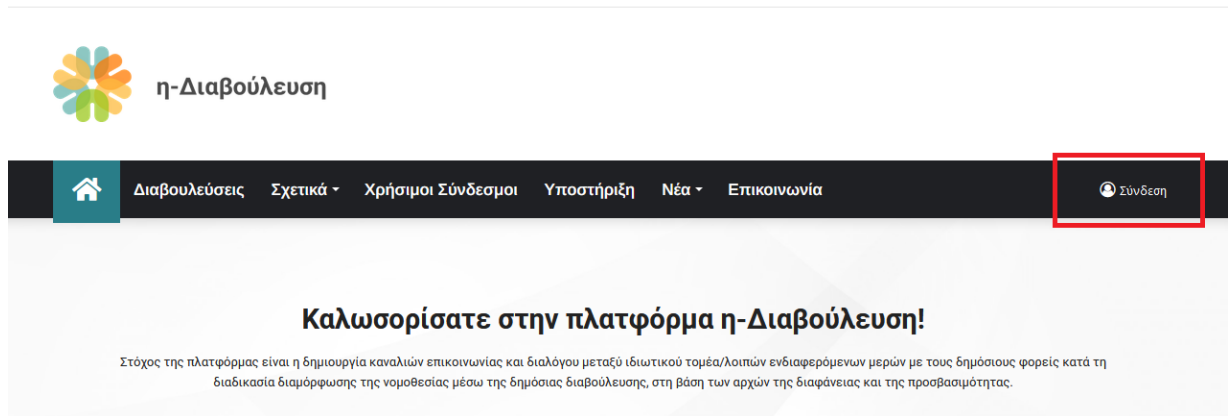 η-Διαβούλευση
Διαβουλεύσεις Σχετικά Χρήσιμοι Σύνδεσμοι Υποστήριξη Νέα Επικοινωνία Σύνδεση
Καλωσορίσατε στην πλατφόρμα η-Διαβούλευση!
Στόχος της πλατφόρμας είναι η δημιουργία καναλιών επικοινωνίας και διαλόγου μεταξύ ιδιωτικού τομέα/λοιπών ενδιαφερόμενων μερών με τους δημόσιους φορείς κατά τη
διαδικασία διαμόρφωσης της νομοθεσίας μέσω της δημόσιας διαβούλευσης, στη βάση των αρχών της διαφάνειας και της προσβασιμότητας.